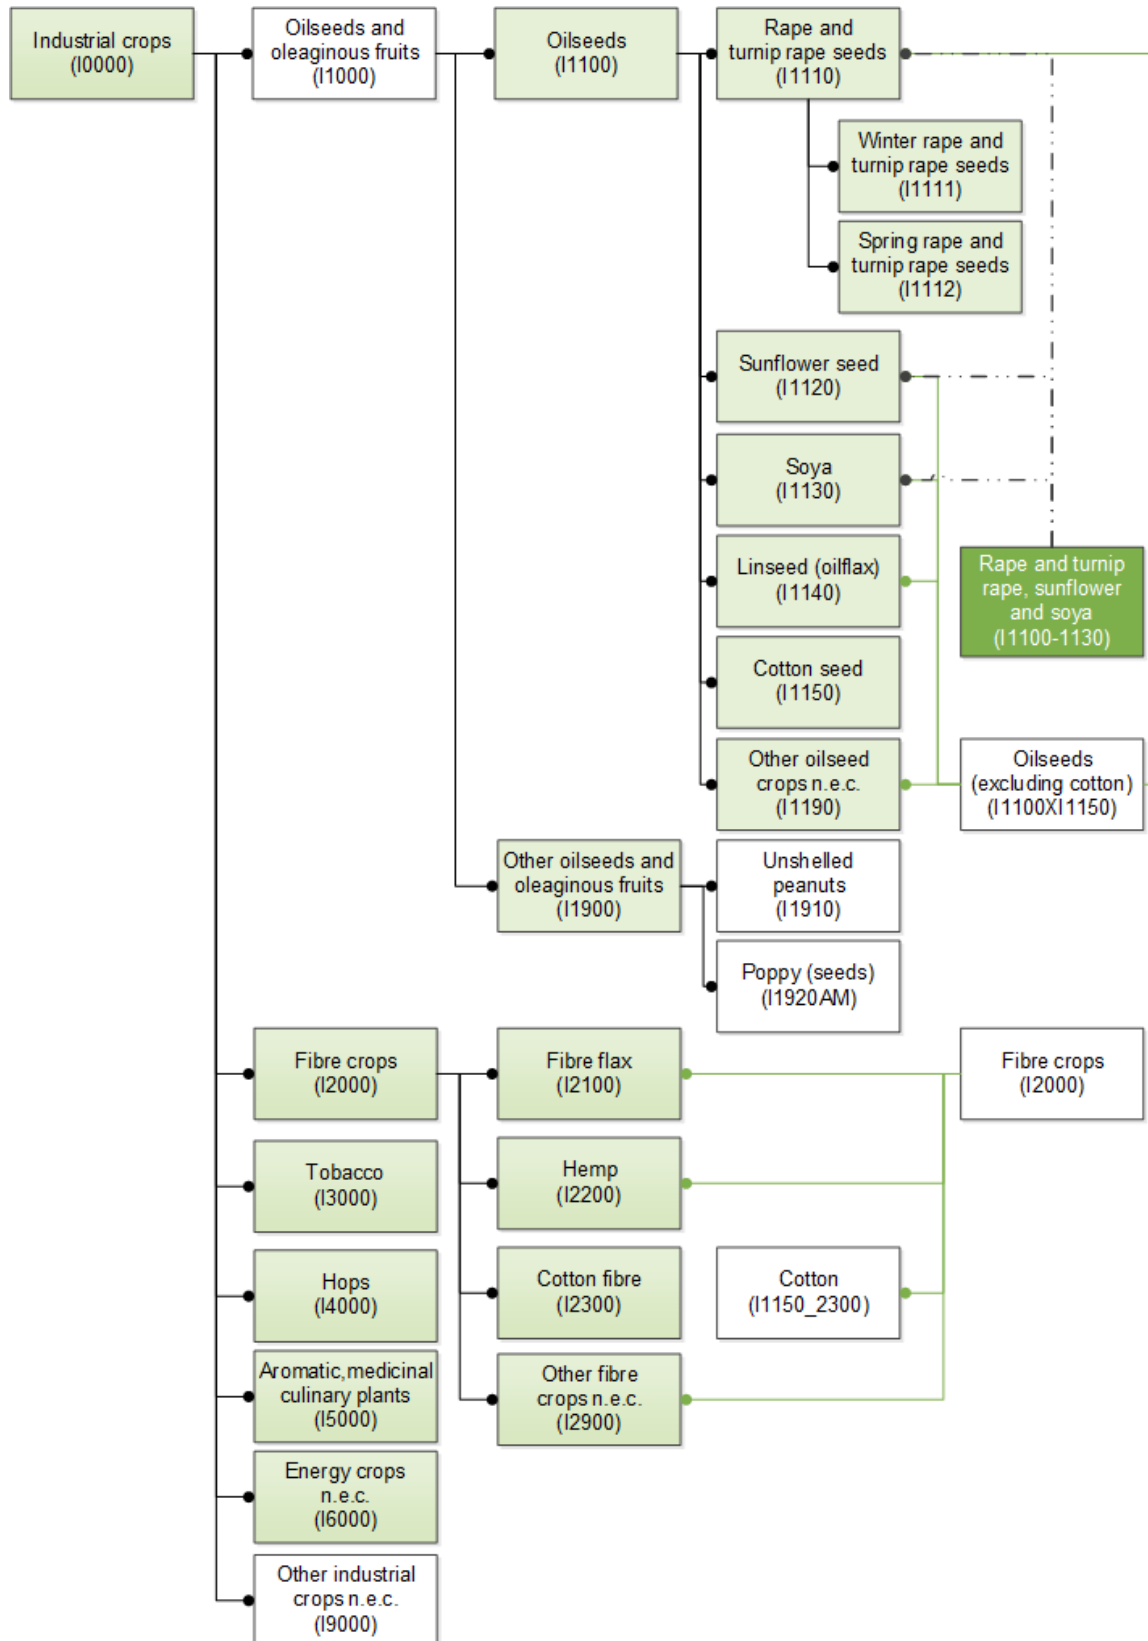 Industrial crops
(I0000)
Oilseeds and
oleaginous fruits
(I1000)
Oilseeds
(I1100)
Rape and
turnip rape seeds
(I1110)
Winter rape and
turnip rape seeds
(I1111)
Spring rape and
turnip rape seeds
(I1112)
Sunflower seed
(I1120)
Soya
(I1130)
Linseed (oilflax)
(I1140)
Rape and turnip
rape, sunflower
and soya
(I1100-1130)
Cotton seed
(I1150)
Other oilseed
crops n.e.c.
(I1190)
Oilseeds
(excluding cotton)
(I1100XI1150)
Other oilseeds and
oleaginous fruits
(I1900)
Unshelled
peanuts
(I1910)
Poppy (seeds)
(I1920AM)
Fibre crops
(I2000)
Fibre flax
(I2100)
Fibre crops
(I2000)
Tobacco
(I3000)
Hemp
(I2200)
Hops
(I4000)
Cotton fibre
(I2300)
Cotton
(I1150_2300)
Aromatic,medicinal
culinary plants
(I5000)
Other fibre
crops n.e.c.
(I2900)
Energy crops
n.e.c.
(I6000)
Other industrial
crops n.e.c.
(I9000)